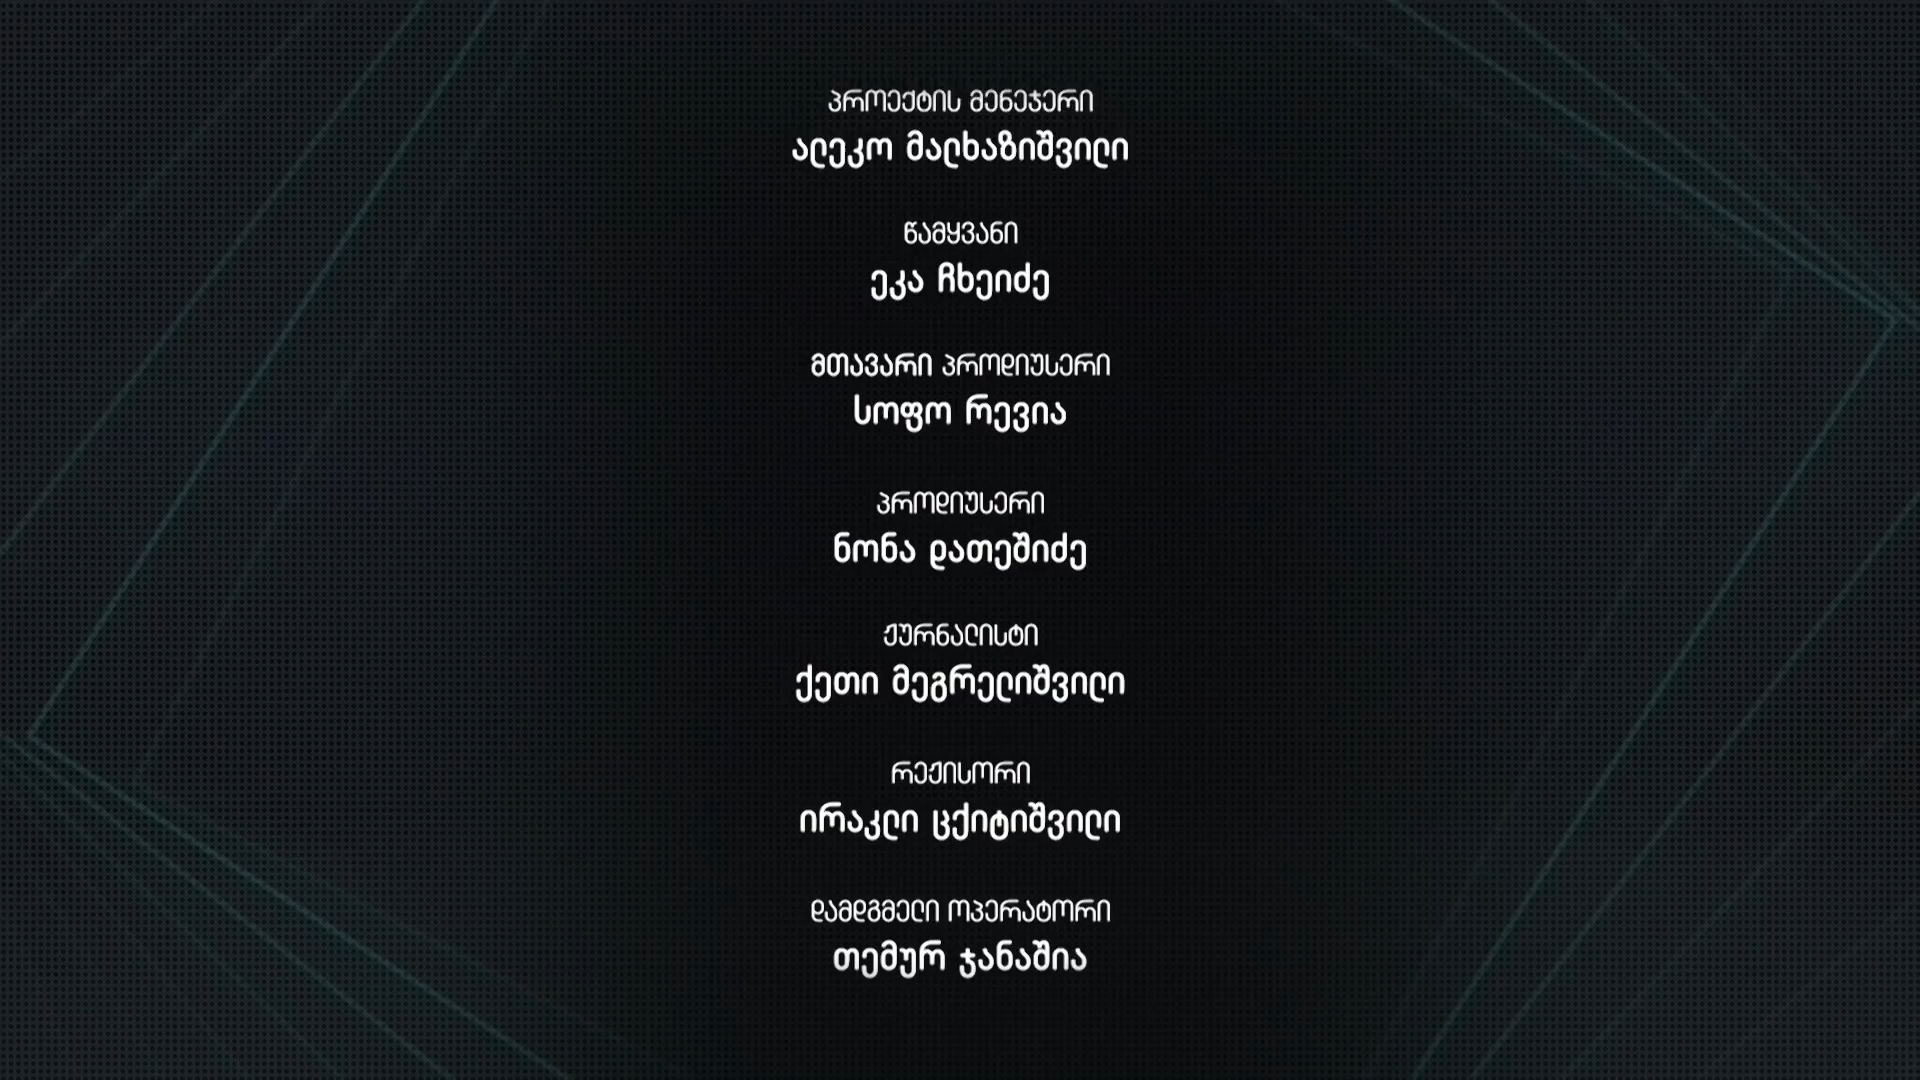 პროექტის მენეჯერი
ალეკო მალხაზიშვილი
წამყვანი
ეკა ჩხეიძე
მთავარი პროდიუსერი
სოფო რევია
პროდიუსერი
ნონა დათეშიძე
ჟურნალისტი
ქეთი მეგრელიშვილი
რეჟისორი
ირაკლი ცქიტიშვილი
დამდგმელი ოპერატორი
თემურ ჯანაშია